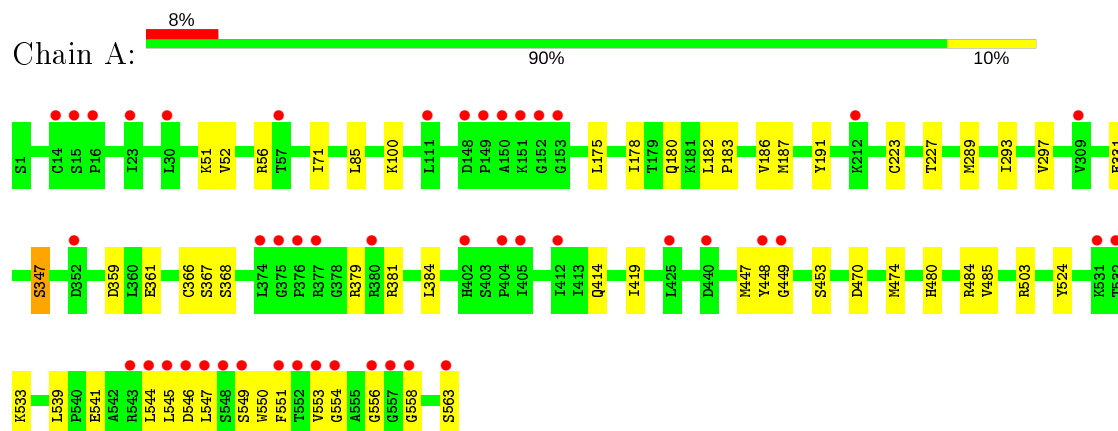 8%
Chain A:
90% 10%
S1 C14 S15 P16 I23 L30 K51 V52 R56 T57 I71 L85 K100 L111 D148 P149 A150 K151 G152 G153 L175 I178 T179 Q180 K181 L182 P183 V186 M187 Y191 K212 C223 T227 M289 I293 V297 V309
S347 D352 D359 L360 E361 C366 S367 S368 L374 G375 P376 R377 G378 R379 R380 R381 L384 H402 S403 P404 I405 I412 I413 Q414 I419 L425 D440 M447 Y448 G449 S453 D470 M474 H480 R484 V485 R503 Y524 K531 T532
K533 L539 P540 E541 A542 R543 L544 L545 D546 L547 S548 S549 W550 F551 T552 V553 G554 A555 G556 G557 G558 S563